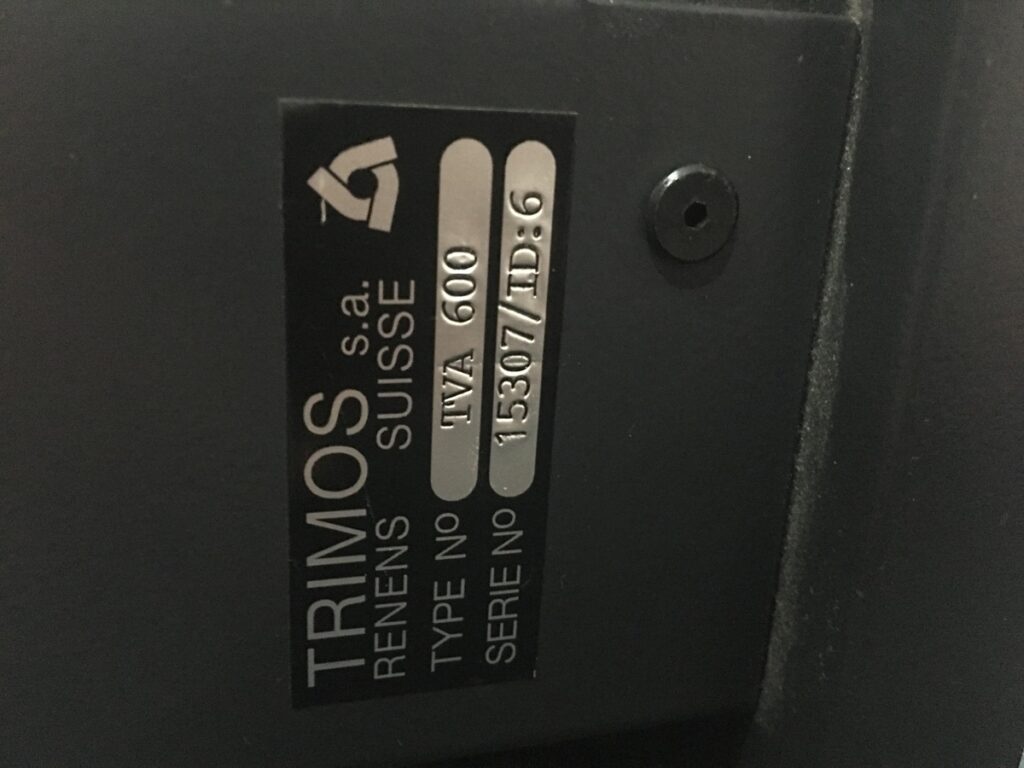 TRIMOS s.a.
RENENS SUISSE
TYPE Nº TVA 600
SERIE Nº 15307/ID:6